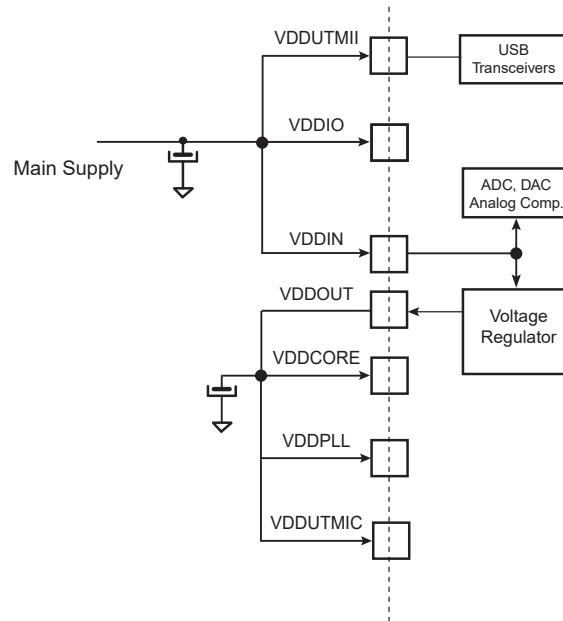 VDDUTMII
USB
Transceivers
VDDIO
Main Supply
ADC, DAC
Analog Comp.
VDDIN
VDDOUT
Voltage
Regulator
VDDCORE
VDDPLL
VDDUTMIC